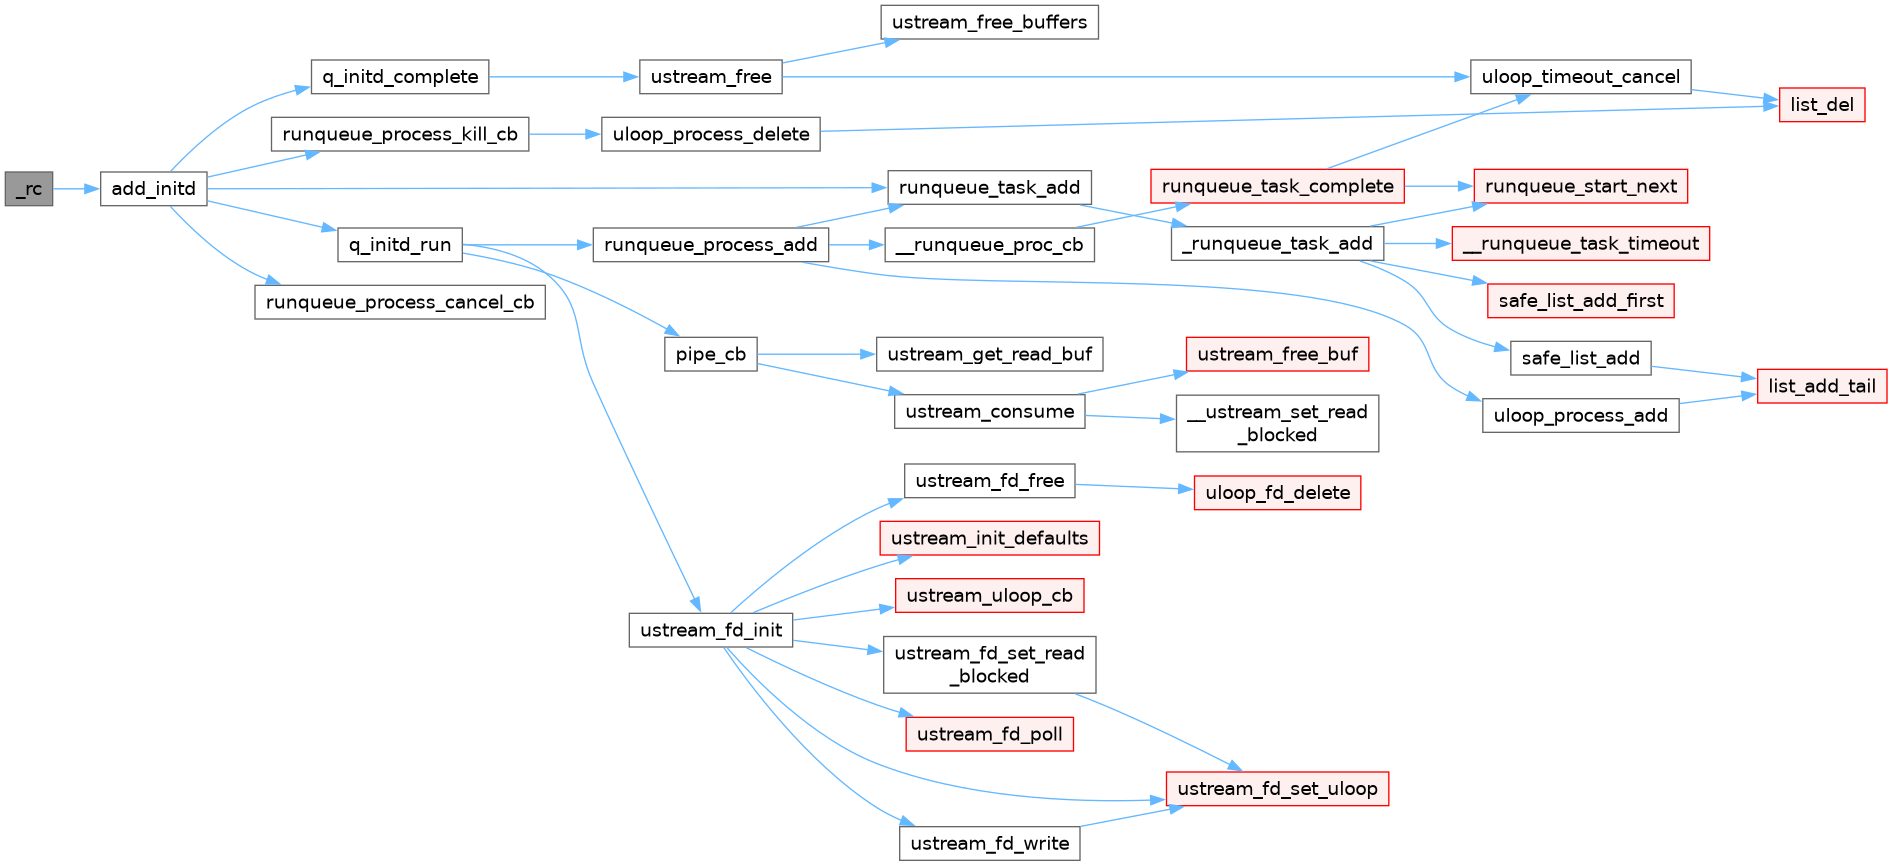 ustream_free_buffers
q_initd_complete
ustream_free
uloop_timeout_cancel
list_del
runqueue_process_kill_cb
uloop_process_delete
_rc
add_initd
runqueue_task_add
runqueue_task_complete
runqueue_start_next
q_initd_run
runqueue_process_add
__runqueue_proc_cb
_runqueue_task_add
__runqueue_task_timeout
runqueue_process_cancel_cb
safe_list_add_first
pipe_cb
ustream_get_read_buf
ustream_free_buf
safe_list_add
list_add_tail
ustream_consume
__ustream_set_read
_blocked
uloop_process_add
ustream_fd_free
uloop_fd_delete
ustream_init_defaults
ustream_uloop_cb
ustream_fd_init
ustream_fd_set_read
_blocked
ustream_fd_poll
ustream_fd_set_uloop
ustream_fd_write